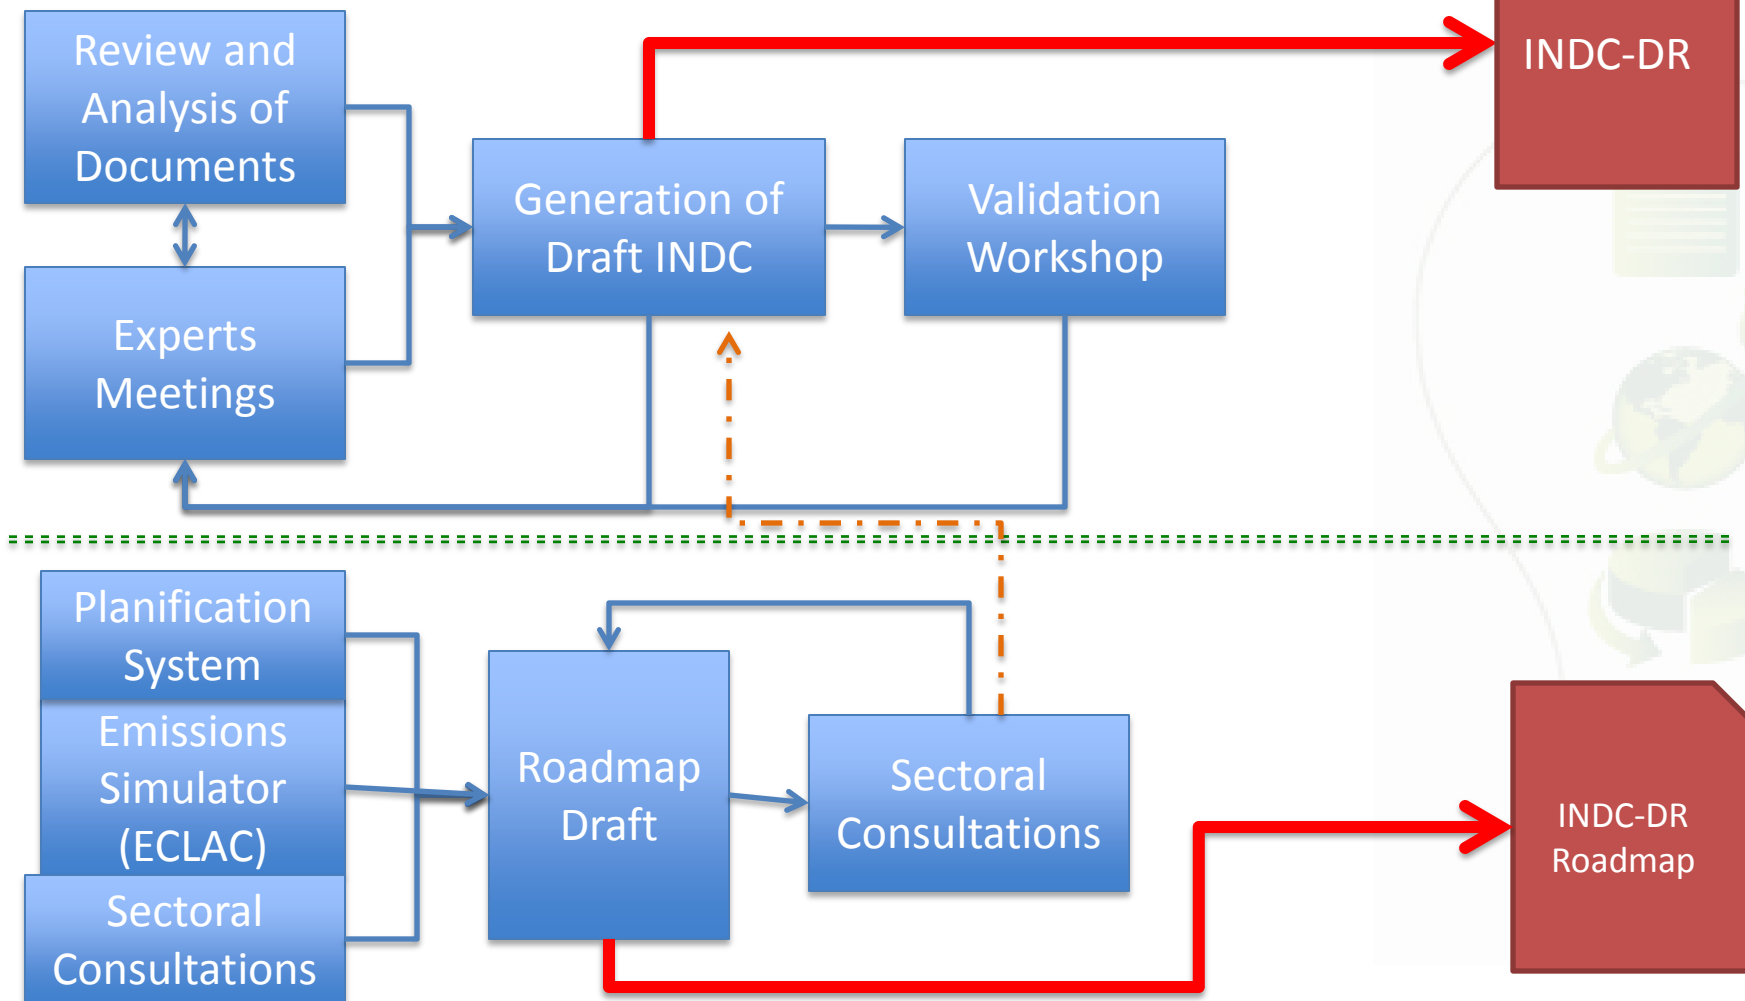 Review and
Analysis of
Documents
INDC-DR
Generation of
Draft INDC
Validation
Workshop
Experts
Meetings
Planification
System
Emissions
Simulator
(ECLAC)
Sectoral
Consultations
Roadmap
Draft
Sectoral
Consultations
INDC-DR
Roadmap